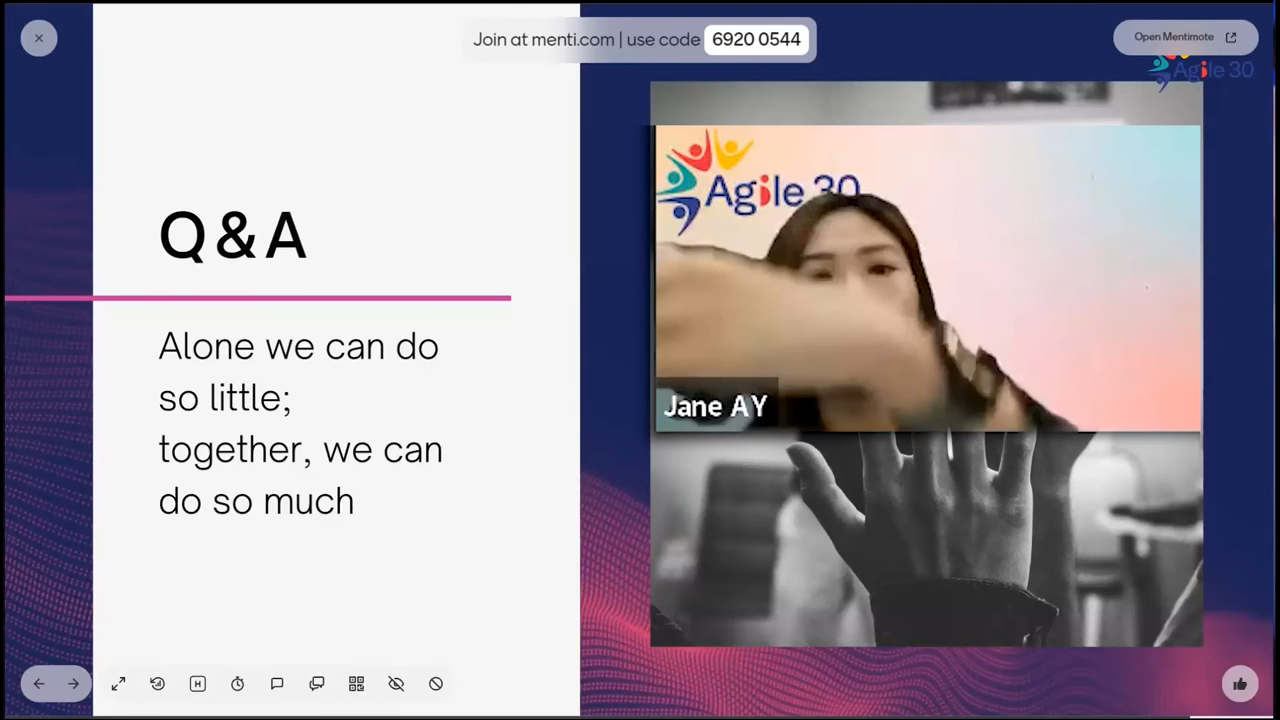 Join at menti.com | use code 6920 0544
Open Mentimote
Agile 30
Agile 30
Q&A
Alone we can do
so little;
together, we can
do so much
Jane AY
H